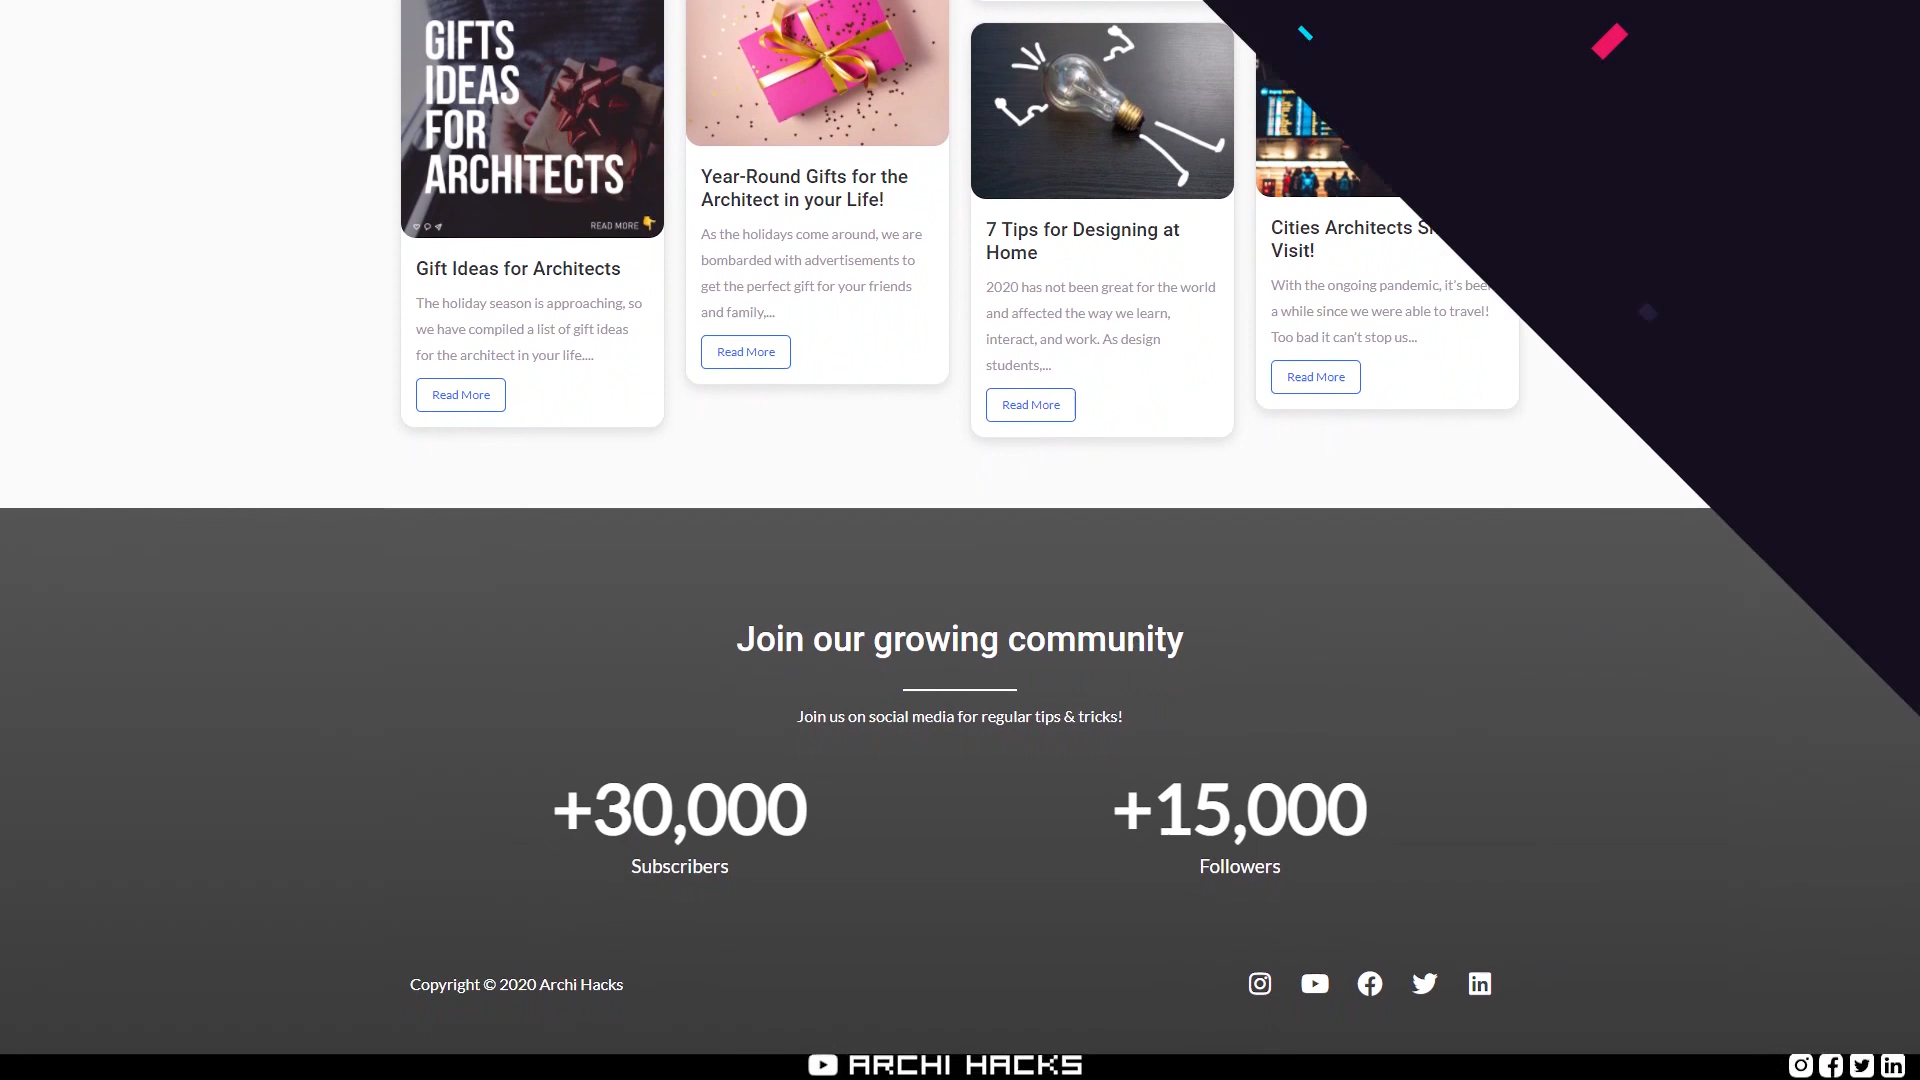 GIFTS
IDEAS
FOR
ARCHITECTS
READ MORE
Gift Ideas for Architects
The holiday season is approaching, so
we have compiled a list of gift ideas
for the architect in your life....
Read More
Year-Round Gifts for the
Architect in your Life!
As the holidays come around, we are
bombarded with advertisements to
get the perfect gift for your friends
and family,...
Read More
7 Tips for Designing at
Home
2020 has not been great for the world
and affected the way we learn,
interact, and work. As design
students,...
Read More
Cities Architects
Visit!
With the ongoing pandemic, it's been
a while since we were able to travel!
Too bad it can't stop us...
Read More
Join our growing community
Join us on social media for regular tips & tricks!
+30,000
Subscribers
+15,000
Followers
Copyright © 2020 Archi Hacks
ARCHI HACKS